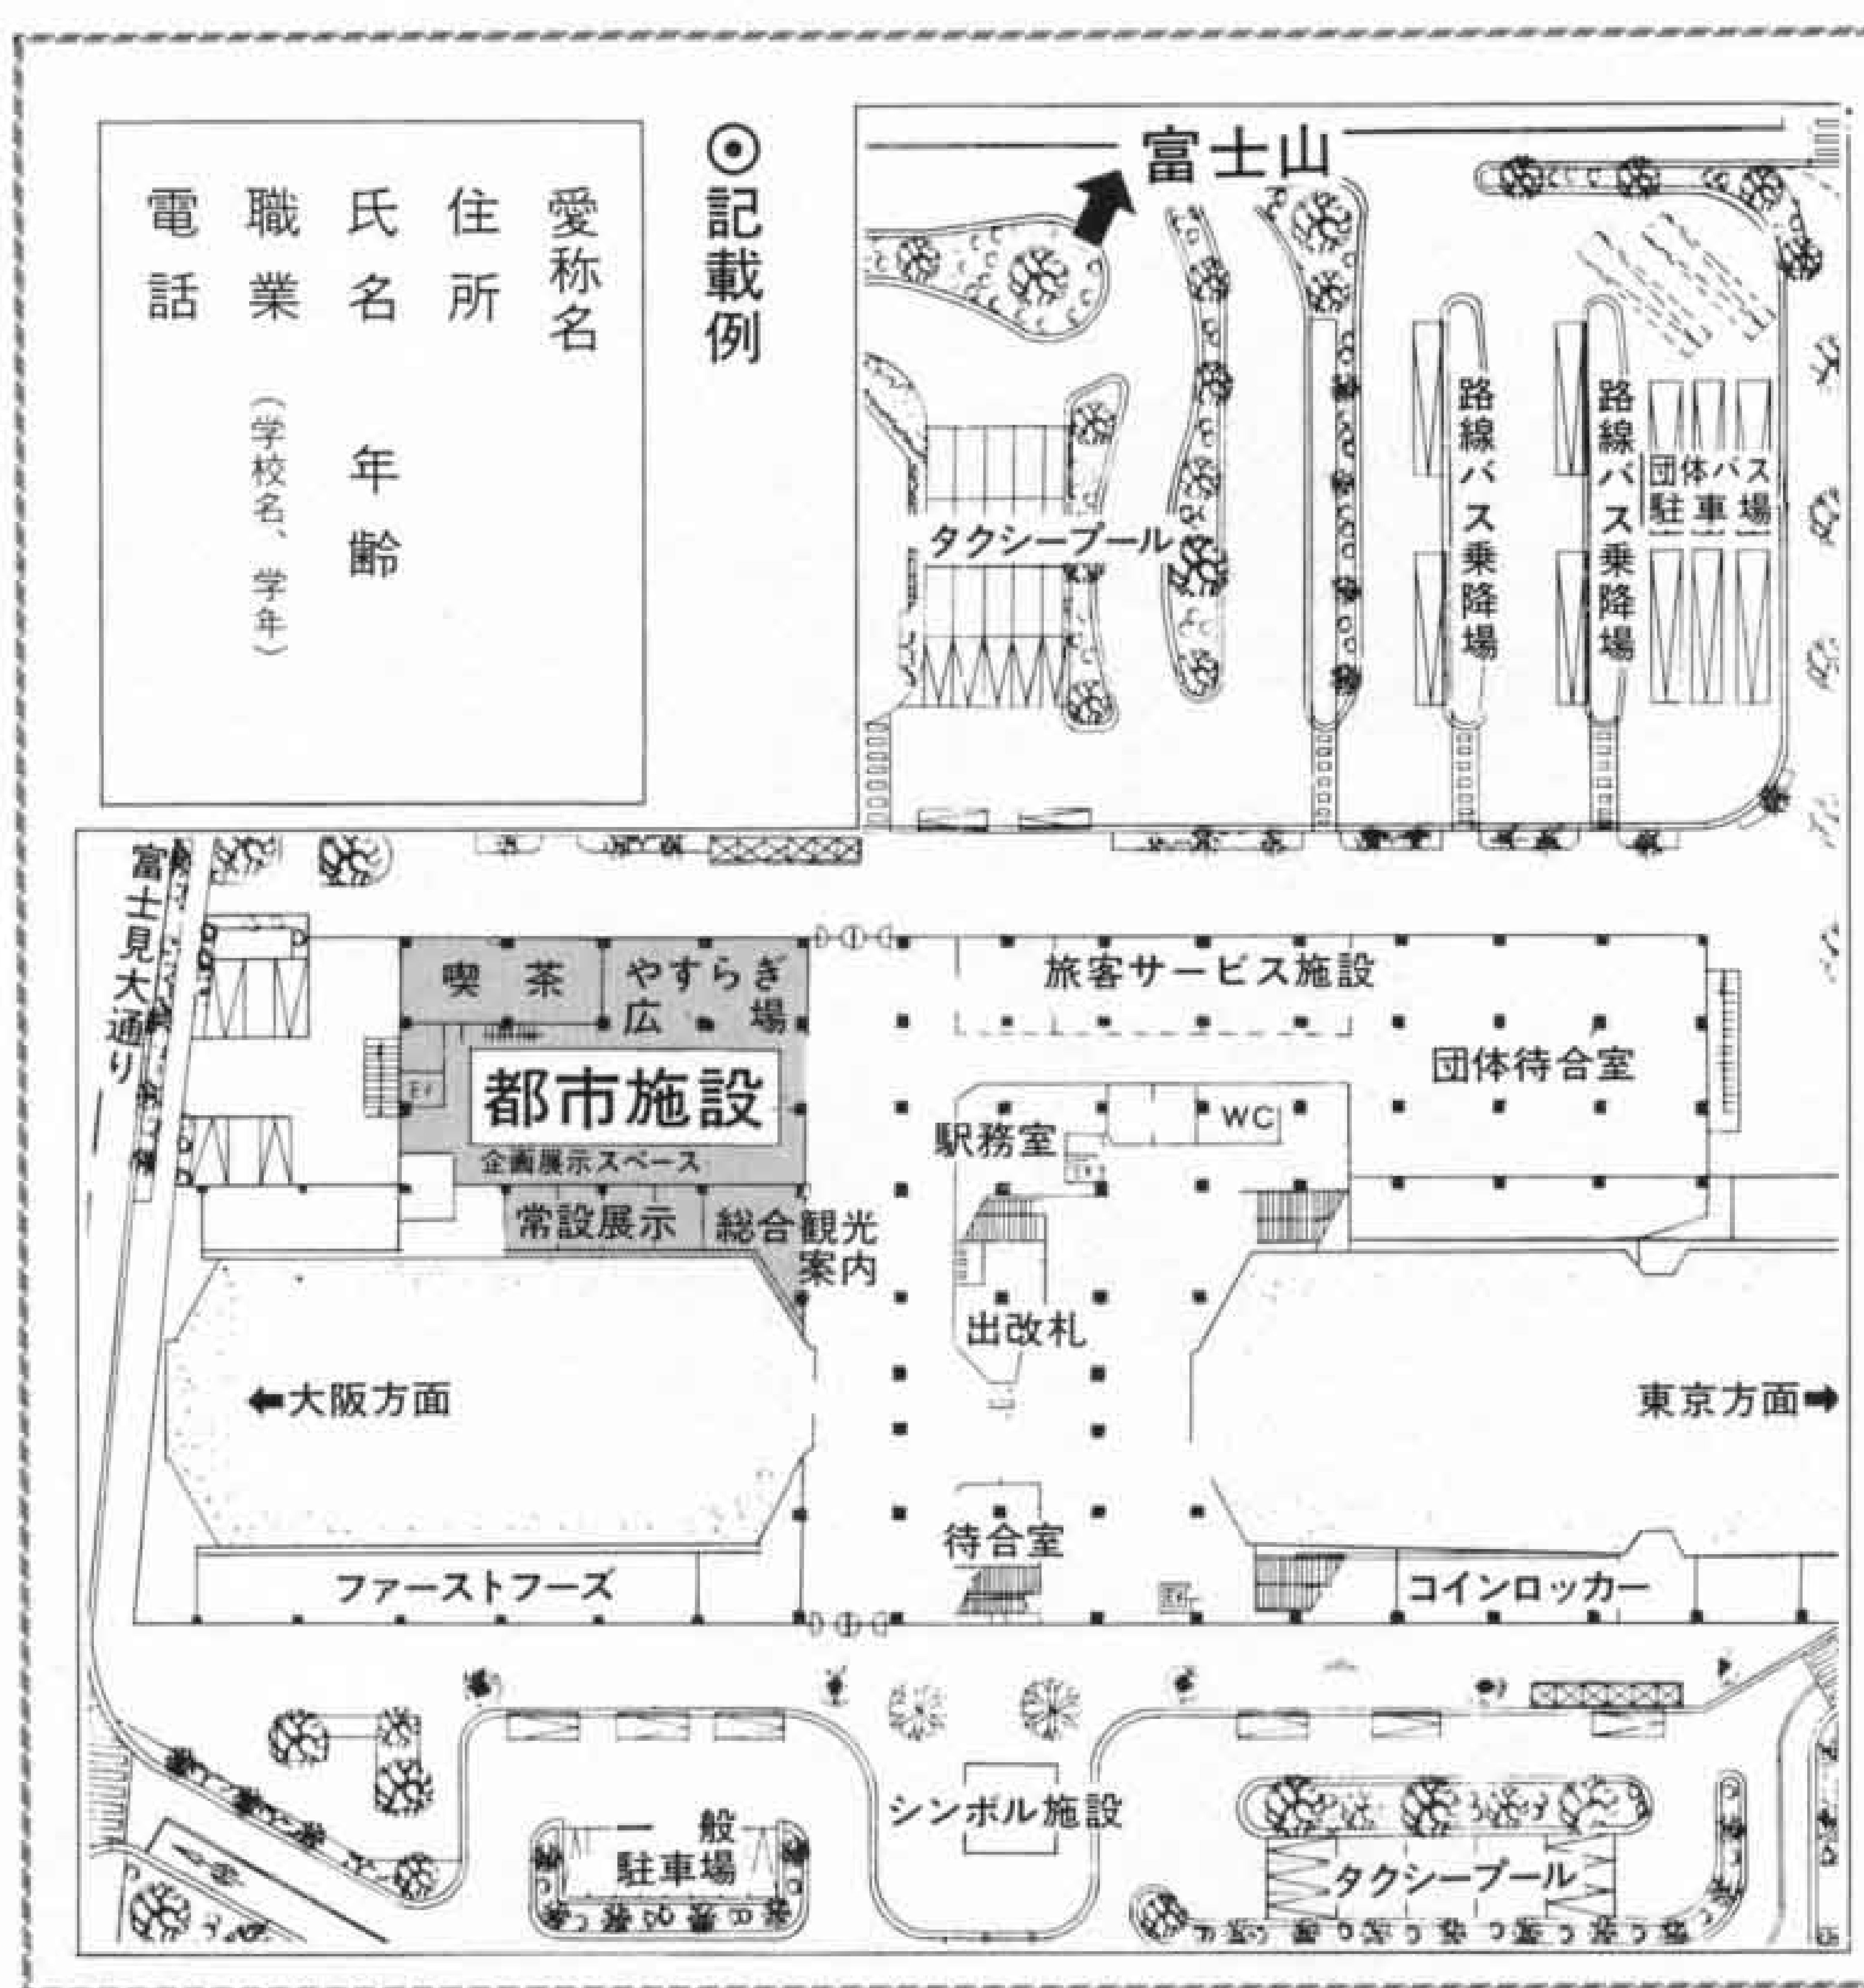 ◉記載例
愛称名
住所
氏名 年齢
職業(学校名、学年)
電話
富士山
タクシープール
路線バス乗降場
路線バス乗降場
団体バス
駐車場
富士見大通り
喫茶
やすらぎ
広場
都市施設
企画展示スペース
常設展示
総合観光
案内
旅客サービス施設
団体待合室
駅務室
WC
出改札
←大阪方面
東京方面→
待合室
ファーストフーズ
コインロッカー
シンボル施設
一般
駐車場
タクシープール